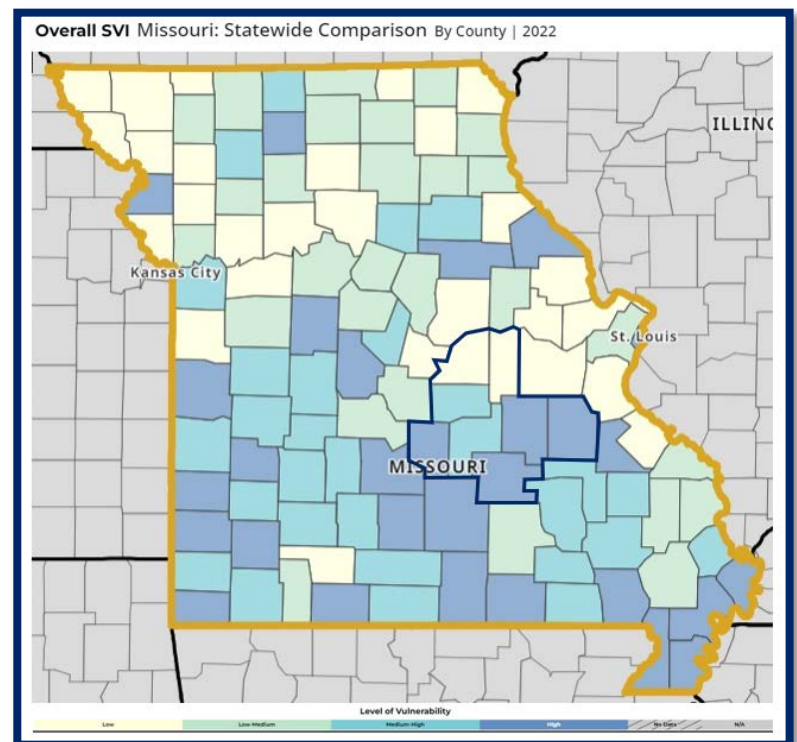 Overall SVI Missouri: Statewide Comparison By County | 2022
ILLINO
Kansas City
St. Louis
MISSOURI
Level of Vulnerability
Low Low-Medium Medium-High High No Data N/A